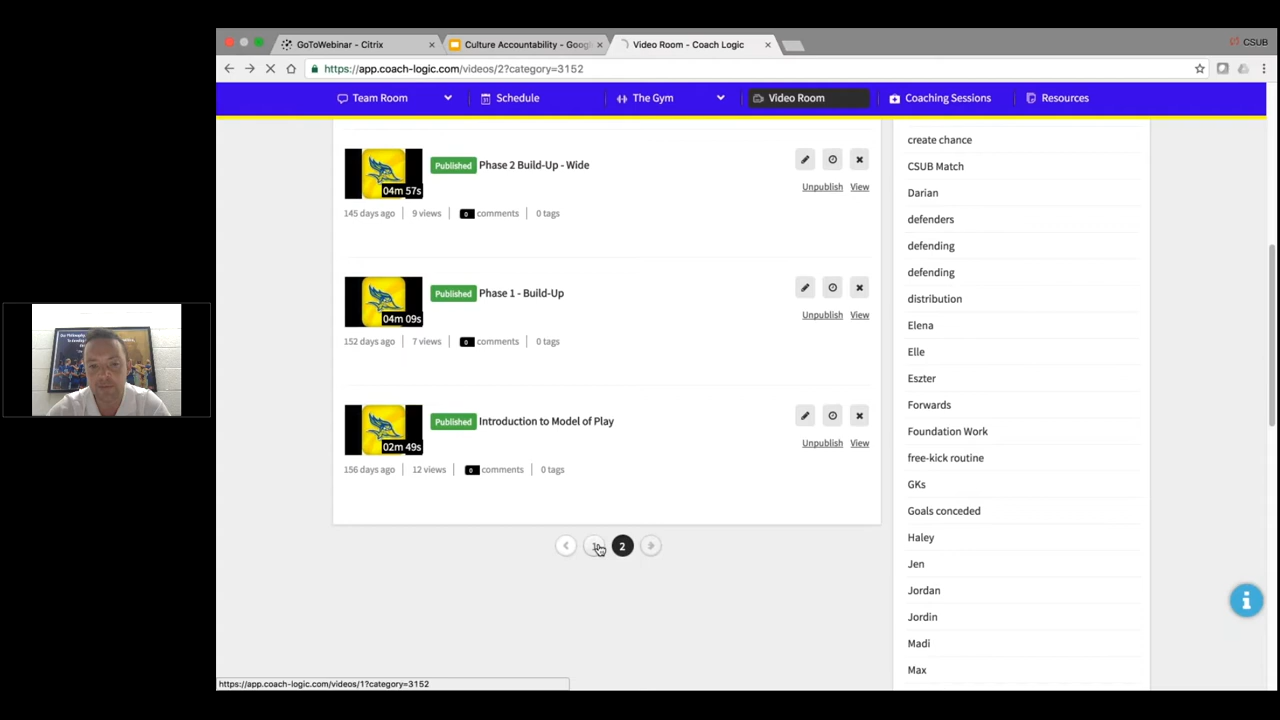 GoToWebinar - Citrix
Culture Accountability - Goog
Video Room - Coach Logic
CSUB
https://app.coach-logic.com/videos/2?category=3152
Team Room
Schedule
The Gym
Video Room
Coaching Sessions
Resources
04m 57s
Published Phase 2 Build-Up - Wide
Unpublish View
145 days ago 9 views 0 comments 0 tags
04m 09s
Published Phase 1 - Build-Up
Unpublish View
152 days ago 7 views 0 comments 0 tags
02m 49s
Published Introduction to Model of Play
Unpublish View
156 days ago 12 views 0 comments 0 tags
1 2
create chance
CSUB Match
Darian
defenders
defending
defending
distribution
Elena
Elle
Eszter
Forwards
Foundation Work
free-kick routine
GKs
Goals conceded
Haley
Jen
Jordan
Jordin
Madi
Max
https://app.coach-logic.com/videos/1?category=3152